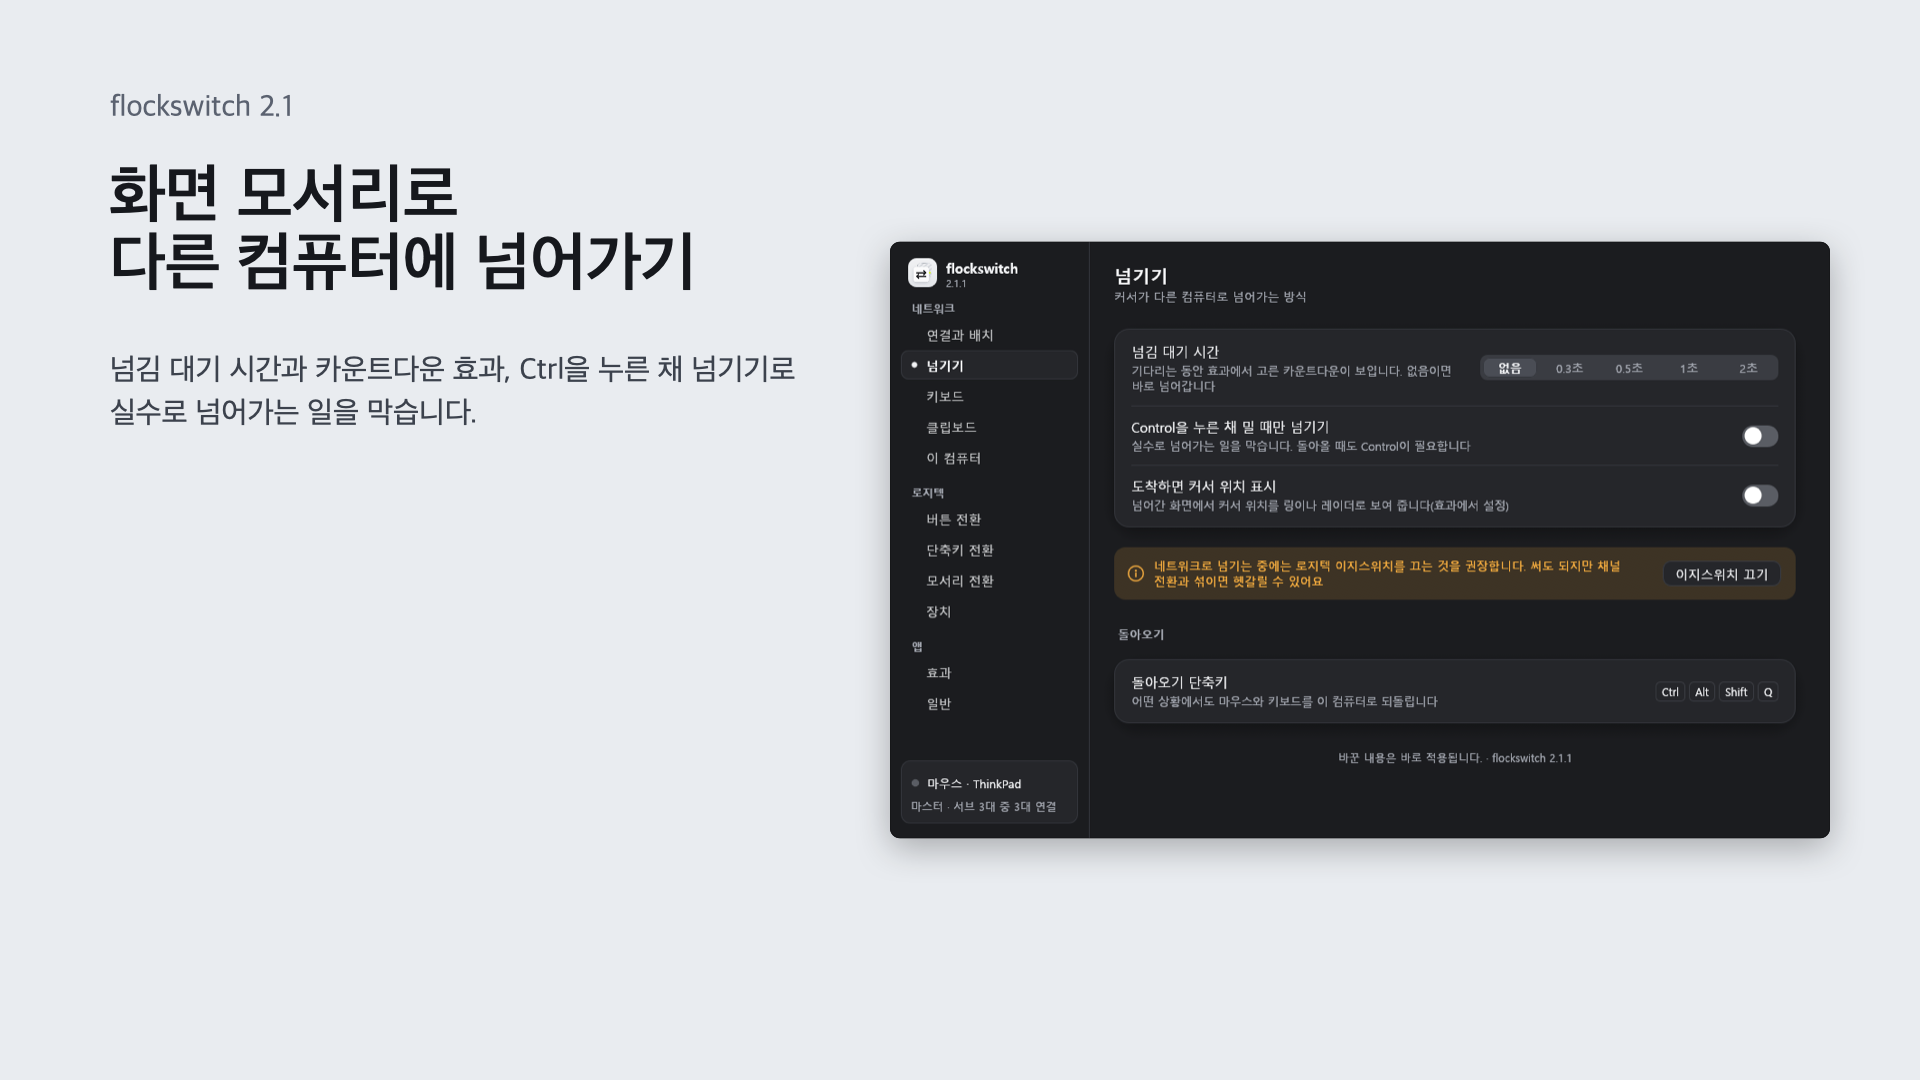 flockswitch 2.1
화면 모서리로
다른 컴퓨터에 넘어가기
넘김 대기 시간과 카운트다운 효과, Ctrl을 누른 채 넘기기로
실수로 넘어가는 일을 막습니다.
flockswitch
2.1.1
네트워크
연결과 배치
넘기기
키보드
클립보드
이 컴퓨터
로지텍
버튼 전환
단축키 전환
모서리 전환
장치
앱
효과
일반
마우스 · ThinkPad
마스터 · 서브 3대 중 3대 연결
넘기기
커서가 다른 컴퓨터로 넘어가는 방식
넘김 대기 시간
기다리는 동안 효과에서 고른 카운트다운이 보입니다. 없음이면
바로 넘어갑니다
없음 0.3초 0.5초 1초 2초
Control을 누른 채 밀 때만 넘기기
실수로 넘어가는 일을 막습니다. 돌아올 때도 Control이 필요합니다
도착하면 커서 위치 표시
넘어간 화면에서 커서 위치를 링이나 레이더로 보여 줍니다(효과에서 설정)
네트워크로 넘기는 중에는 로지텍 이지스위치를 끄는 것을 권장합니다. 써도 되지만 채널
전환과 섞이면 헷갈릴 수 있어요
이지스위치 끄기
돌아오기
돌아오기 단축키
어떤 상황에서도 마우스와 키보드를 이 컴퓨터로 되돌립니다
Ctrl Alt Shift Q
바꾼 내용은 바로 적용됩니다. · flockswitch 2.1.1